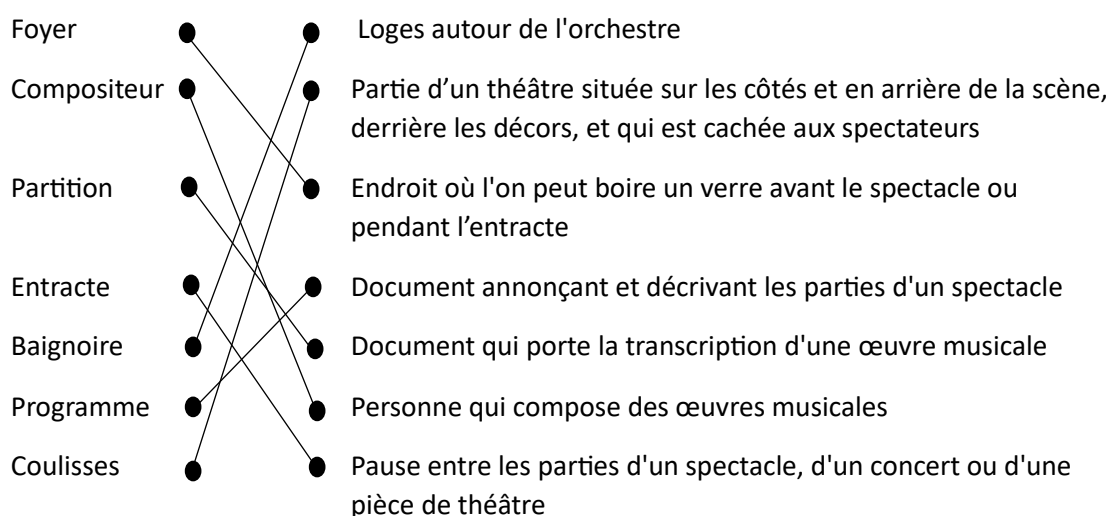 Foyer Loges autour de l'orchestre
Compositeur Partie d’un théâtre située sur les côtés et en arrière de la scène,
derrière les décors, et qui est cachée aux spectateurs
Partition Endroit où l'on peut boire un verre avant le spectacle ou
pendant l’entracte
Entracte Document annonçant et décrivant les parties d'un spectacle
Baignoire Document qui porte la transcription d'une œuvre musicale
Programme Personne qui compose des œuvres musicales
Coulisses Pause entre les parties d'un spectacle, d'un concert ou d'une
pièce de théâtre